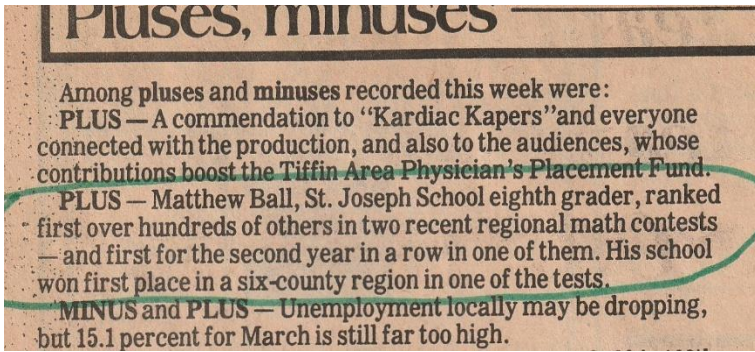 Pluses, minuses
Among pluses and minuses recorded this week were:
PLUS — A commendation to "Kardiac Kapers"and everyone
connected with the production, and also to the audiences, whose
contributions boost the Tiffin Area Physician's Placement Fund.
PLUS — Matthew Ball, St. Joseph School eighth grader, ranked
first over hundreds of others in two recent regional math contests
— and first for the second year in a row in one of them. His school
won first place in a six-county region in one of the tests.
MINUS and PLUS — Unemployment locally may be dropping,
but 15.1 percent for March is still far too high.